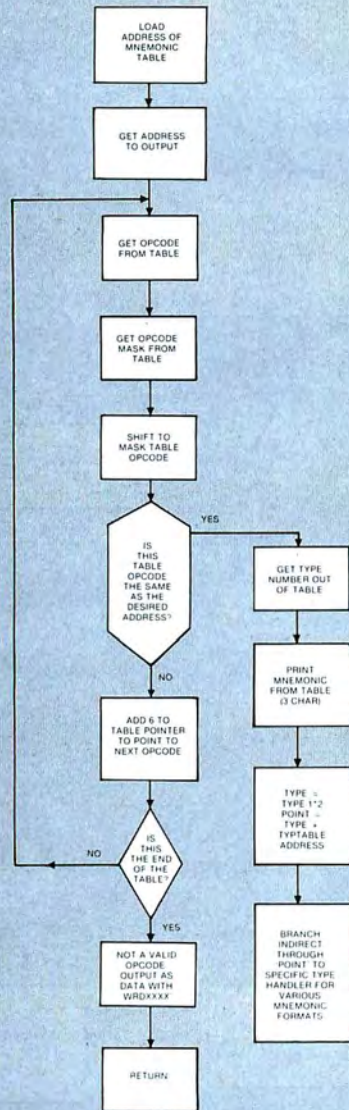 LOAD
ADDRESS OF
MNEMONIC
TABLE
GET ADDRESS
TO OUTPUT
GET OPCODE
FROM TABLE
GET OPCODE
MASK FROM
TABLE
SHIFT TO
MASK TABLE
OPCODE
IS
THIS
TABLE
OPCODE
THE SAME
AS THE
DESIRED
ADDRESS?
YES
GET TYPE
NUMBER OUT
OF TABLE
PRINT
MNEMONIC
FROM TABLE
(3 CHAR)
TYPE =
TYPE 1*2
POINT =
TYPE +
TYPTABLE
ADDRESS
BRANCH
INDIRECT
THROUGH
POINT TO
SPECIFIC TYPE
HANDLER FOR
VARIOUS
MNEMONIC
FORMATS.
NO
ADD 6 TO
TABLE POINTER
TO POINT TO
NEXT OPCODE
IS
THIS
THE END
OF THE
TABLE?
NO
YES
NOT A VALID
OPCODE
OUTPUT AS
DATA WITH
WRDXXXX'
RETURN